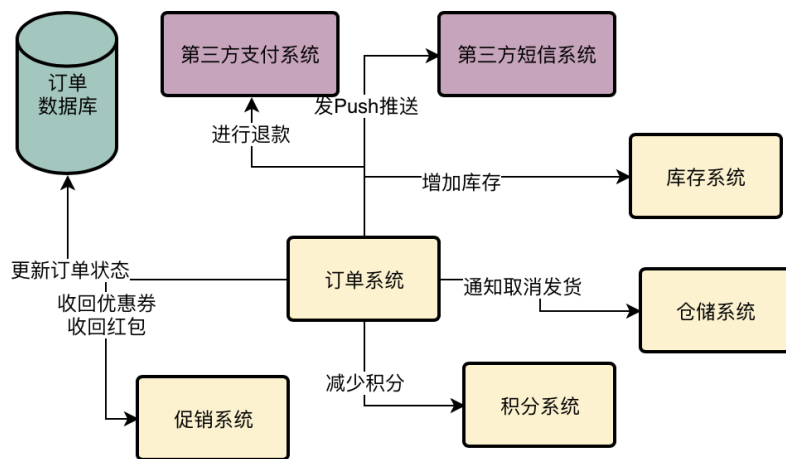 第三方支付系统
第三方短信系统
订单
数据库
发Push推送
进行退款
增加库存
库存系统
更新订单状态
订单系统
通知取消发货
收回优惠券
收回红包
仓储系统
减少积分
积分系统
促销系统